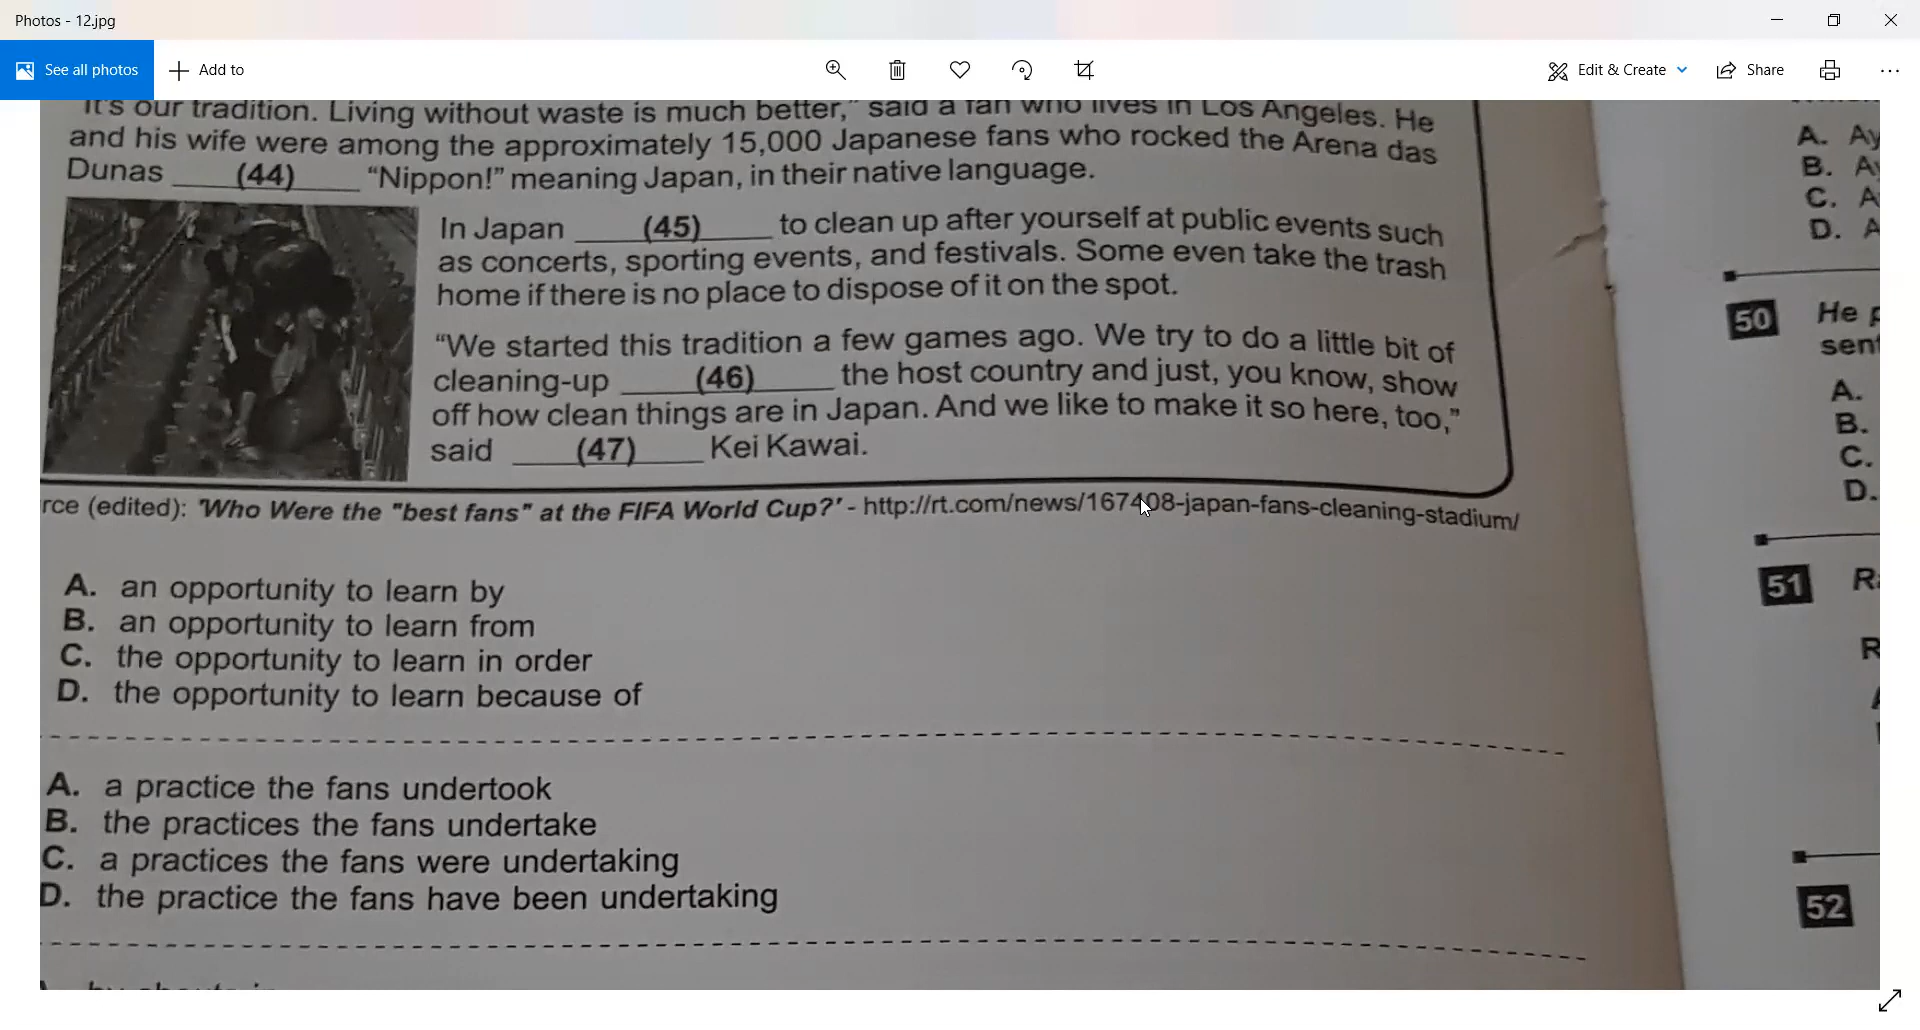 Photos - 12.jpg
See all photos
Add to
Edit & Create
Share
It's our tradition. Living without waste is much better," said a fan who lives in Los Angeles. He
and his wife were among the approximately 15,000 Japanese fans who rocked the Arena das
Dunas ____(44)____ "Nippon!" meaning Japan, in their native language.
In Japan ____(45)____ to clean up after yourself at public events such
as concerts, sporting events, and festivals. Some even take the trash
home if there is no place to dispose of it on the spot.
"We started this tradition a few games ago. We try to do a little bit of
cleaning-up ____(46)____ the host country and just, you know, show
off how clean things are in Japan. And we like to make it so here, too,"
said ____(47)____ Kei Kawai.
rce (edited): 'Who Were the "best fans" at the FIFA World Cup?' - http://rt.com/news/167408-japan-fans-cleaning-stadium/
A. an opportunity to learn by
B. an opportunity to learn from
C. the opportunity to learn in order
D. the opportunity to learn because of
A. a practice the fans undertook
B. the practices the fans undertake
C. a practices the fans were undertaking
D. the practice the fans have been undertaking
A. Ay
B. A
C. A
D. A
50 He
sent
A.
B.
C.
D.
51 R
R
52